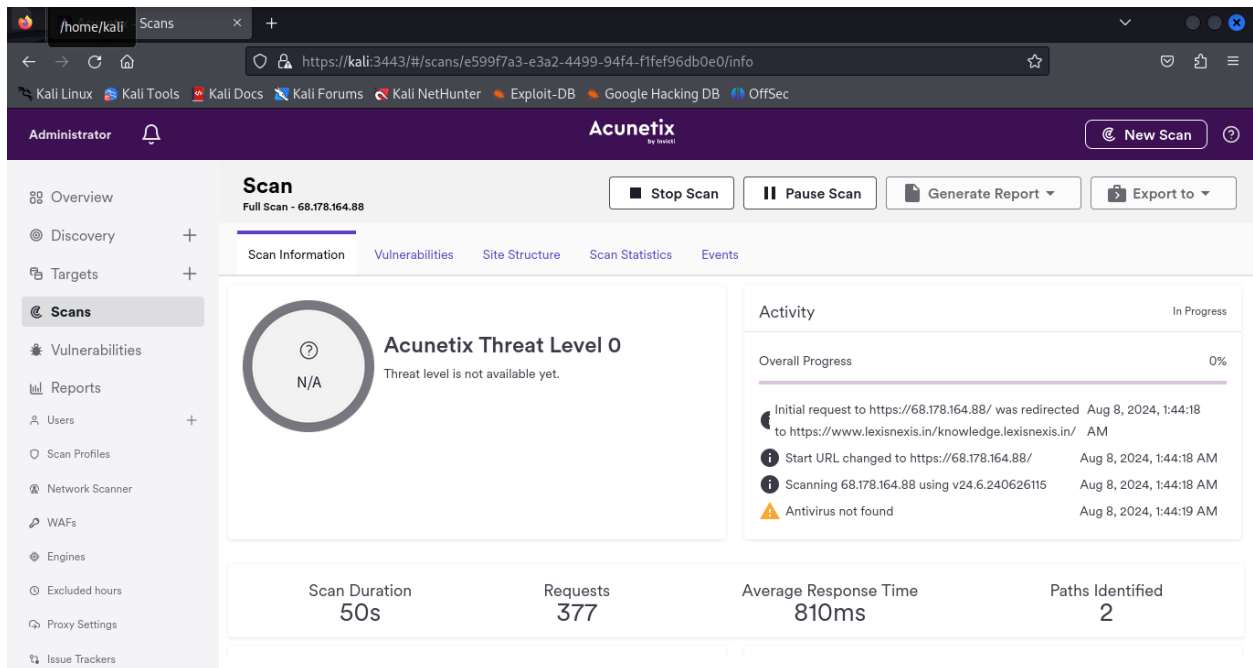 /home/kali
Scans
https://kali:3443/#/scans/e599f7a3-e3a2-4499-94f4-f1fef96db0e0/info
Kali Linux Kali Tools Kali Docs Kali Forums Kali NetHunter Exploit-DB Google Hacking DB OffSec
Administrator
Acunetix
by Invicti
New Scan
Overview
Discovery
Targets
Scans
Vulnerabilities
Reports
Users
Scan Profiles
Network Scanner
WAFs
Engines
Excluded hours
Proxy Settings
Issue Trackers
Scan
Full Scan - 68.178.164.88
Stop Scan
Pause Scan
Generate Report
Export to
Scan Information Vulnerabilities Site Structure Scan Statistics Events
N/A
Acunetix Threat Level 0
Threat level is not available yet.
Activity In Progress
Overall Progress 0%
Initial request to https://68.178.164.88/ was redirected Aug 8, 2024, 1:44:18
to https://www.lexisnexis.in/knowledge.lexisnexis.in/ AM
Start URL changed to https://68.178.164.88/ Aug 8, 2024, 1:44:18 AM
Scanning 68.178.164.88 using v24.6.240626115 Aug 8, 2024, 1:44:18 AM
Antivirus not found Aug 8, 2024, 1:44:19 AM
Scan Duration Requests Average Response Time Paths Identified
50s 377 810ms 2